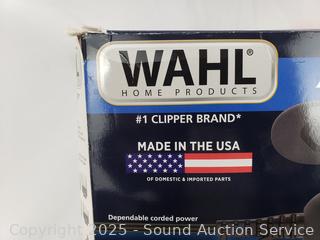 WAHL®
HOME PRODUCTS
#1 CLIPPER BRAND*
MADE IN THE USA
OF DOMESTIC & IMPORTED PARTS
Dependable corded power
Copyright 2025 - Sound Auction Service